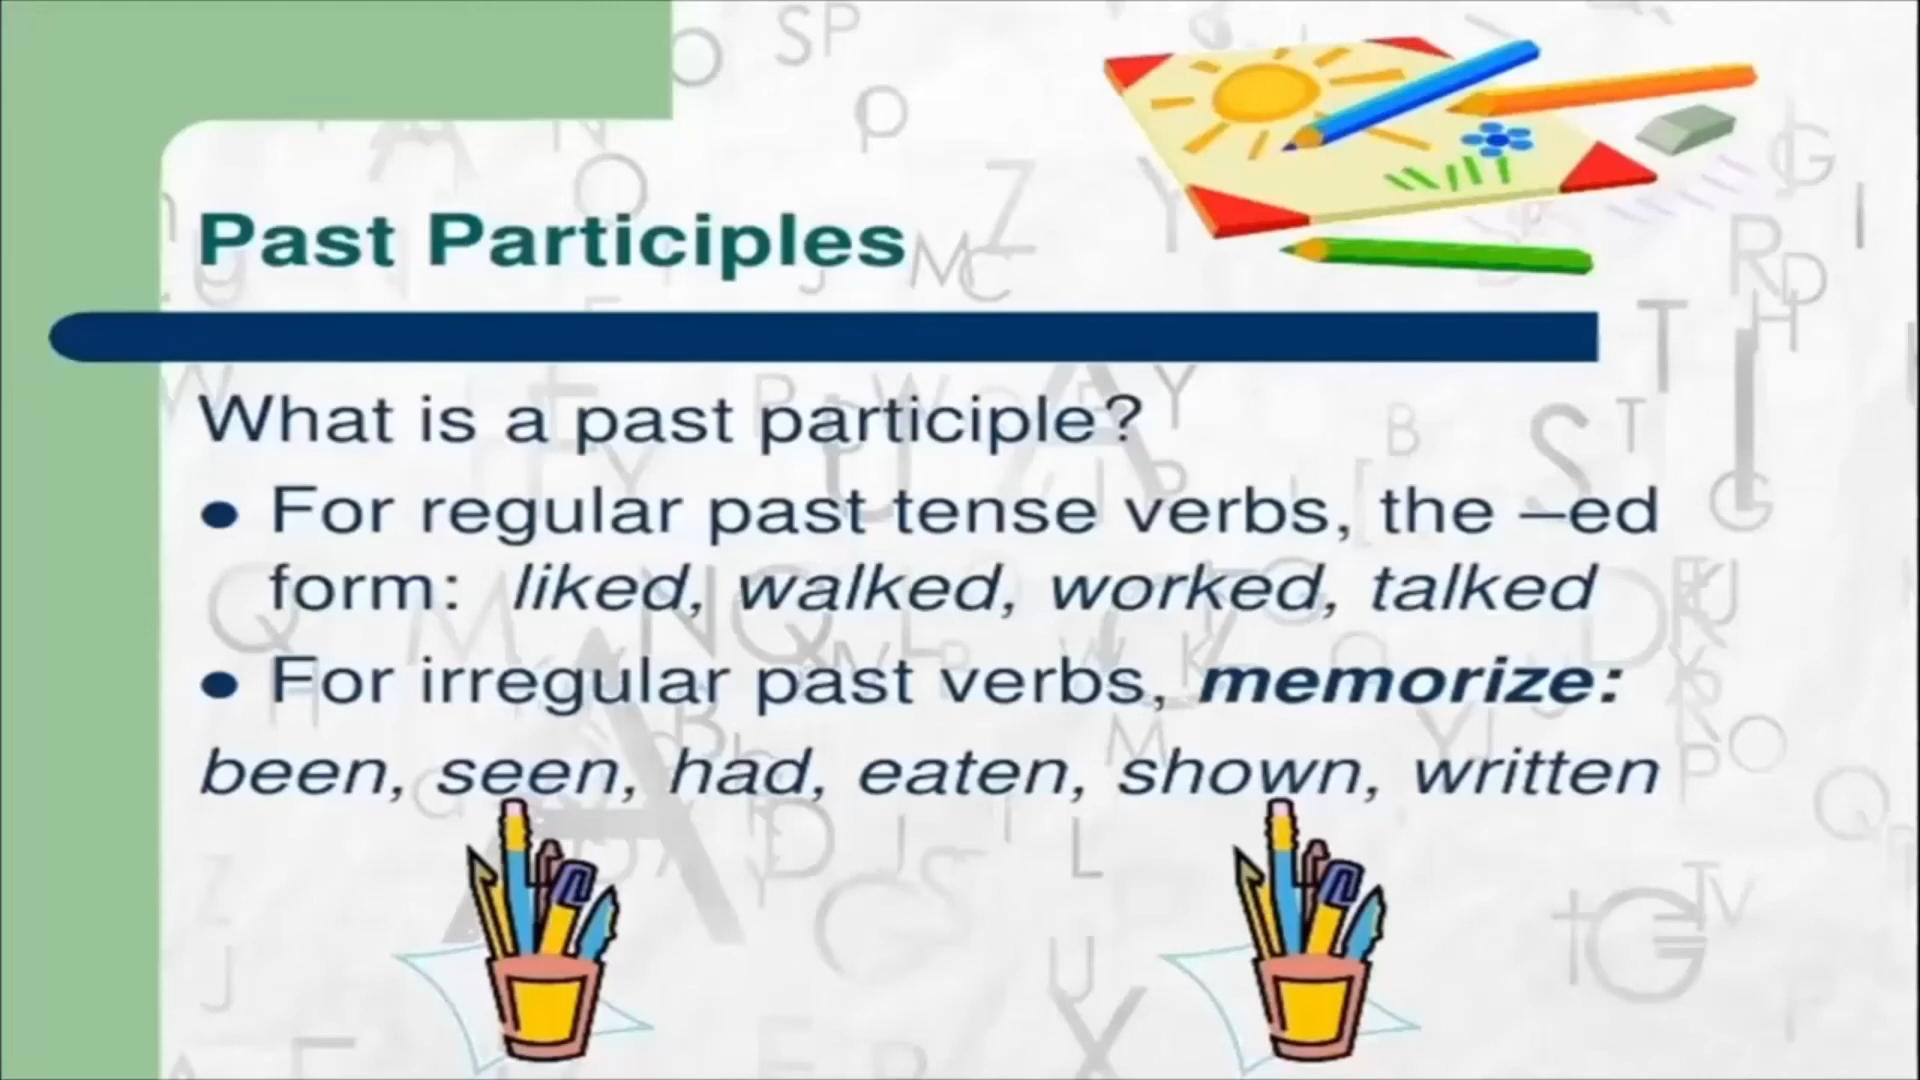 Past Participles
What is a past participle?
● For regular past tense verbs, the –ed
form: liked, walked, worked, talked
● For irregular past verbs, memorize:
been, seen, had, eaten, shown, written